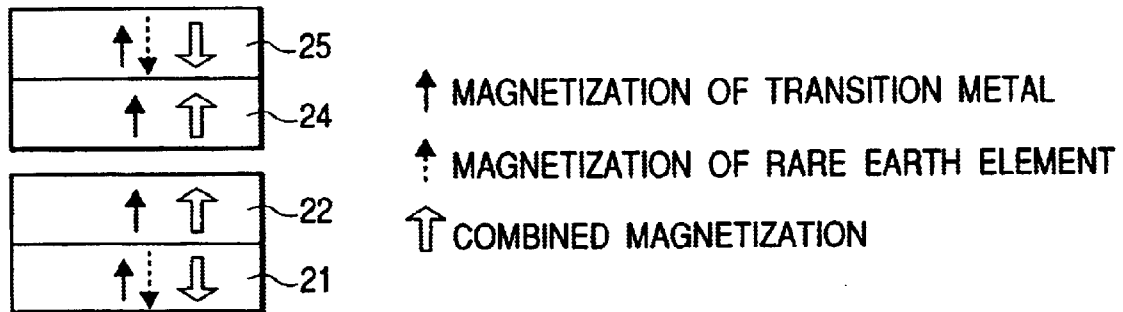 25
24
22
21
MAGNETIZATION OF TRANSITION METAL
MAGNETIZATION OF RARE EARTH ELEMENT
COMBINED MAGNETIZATION